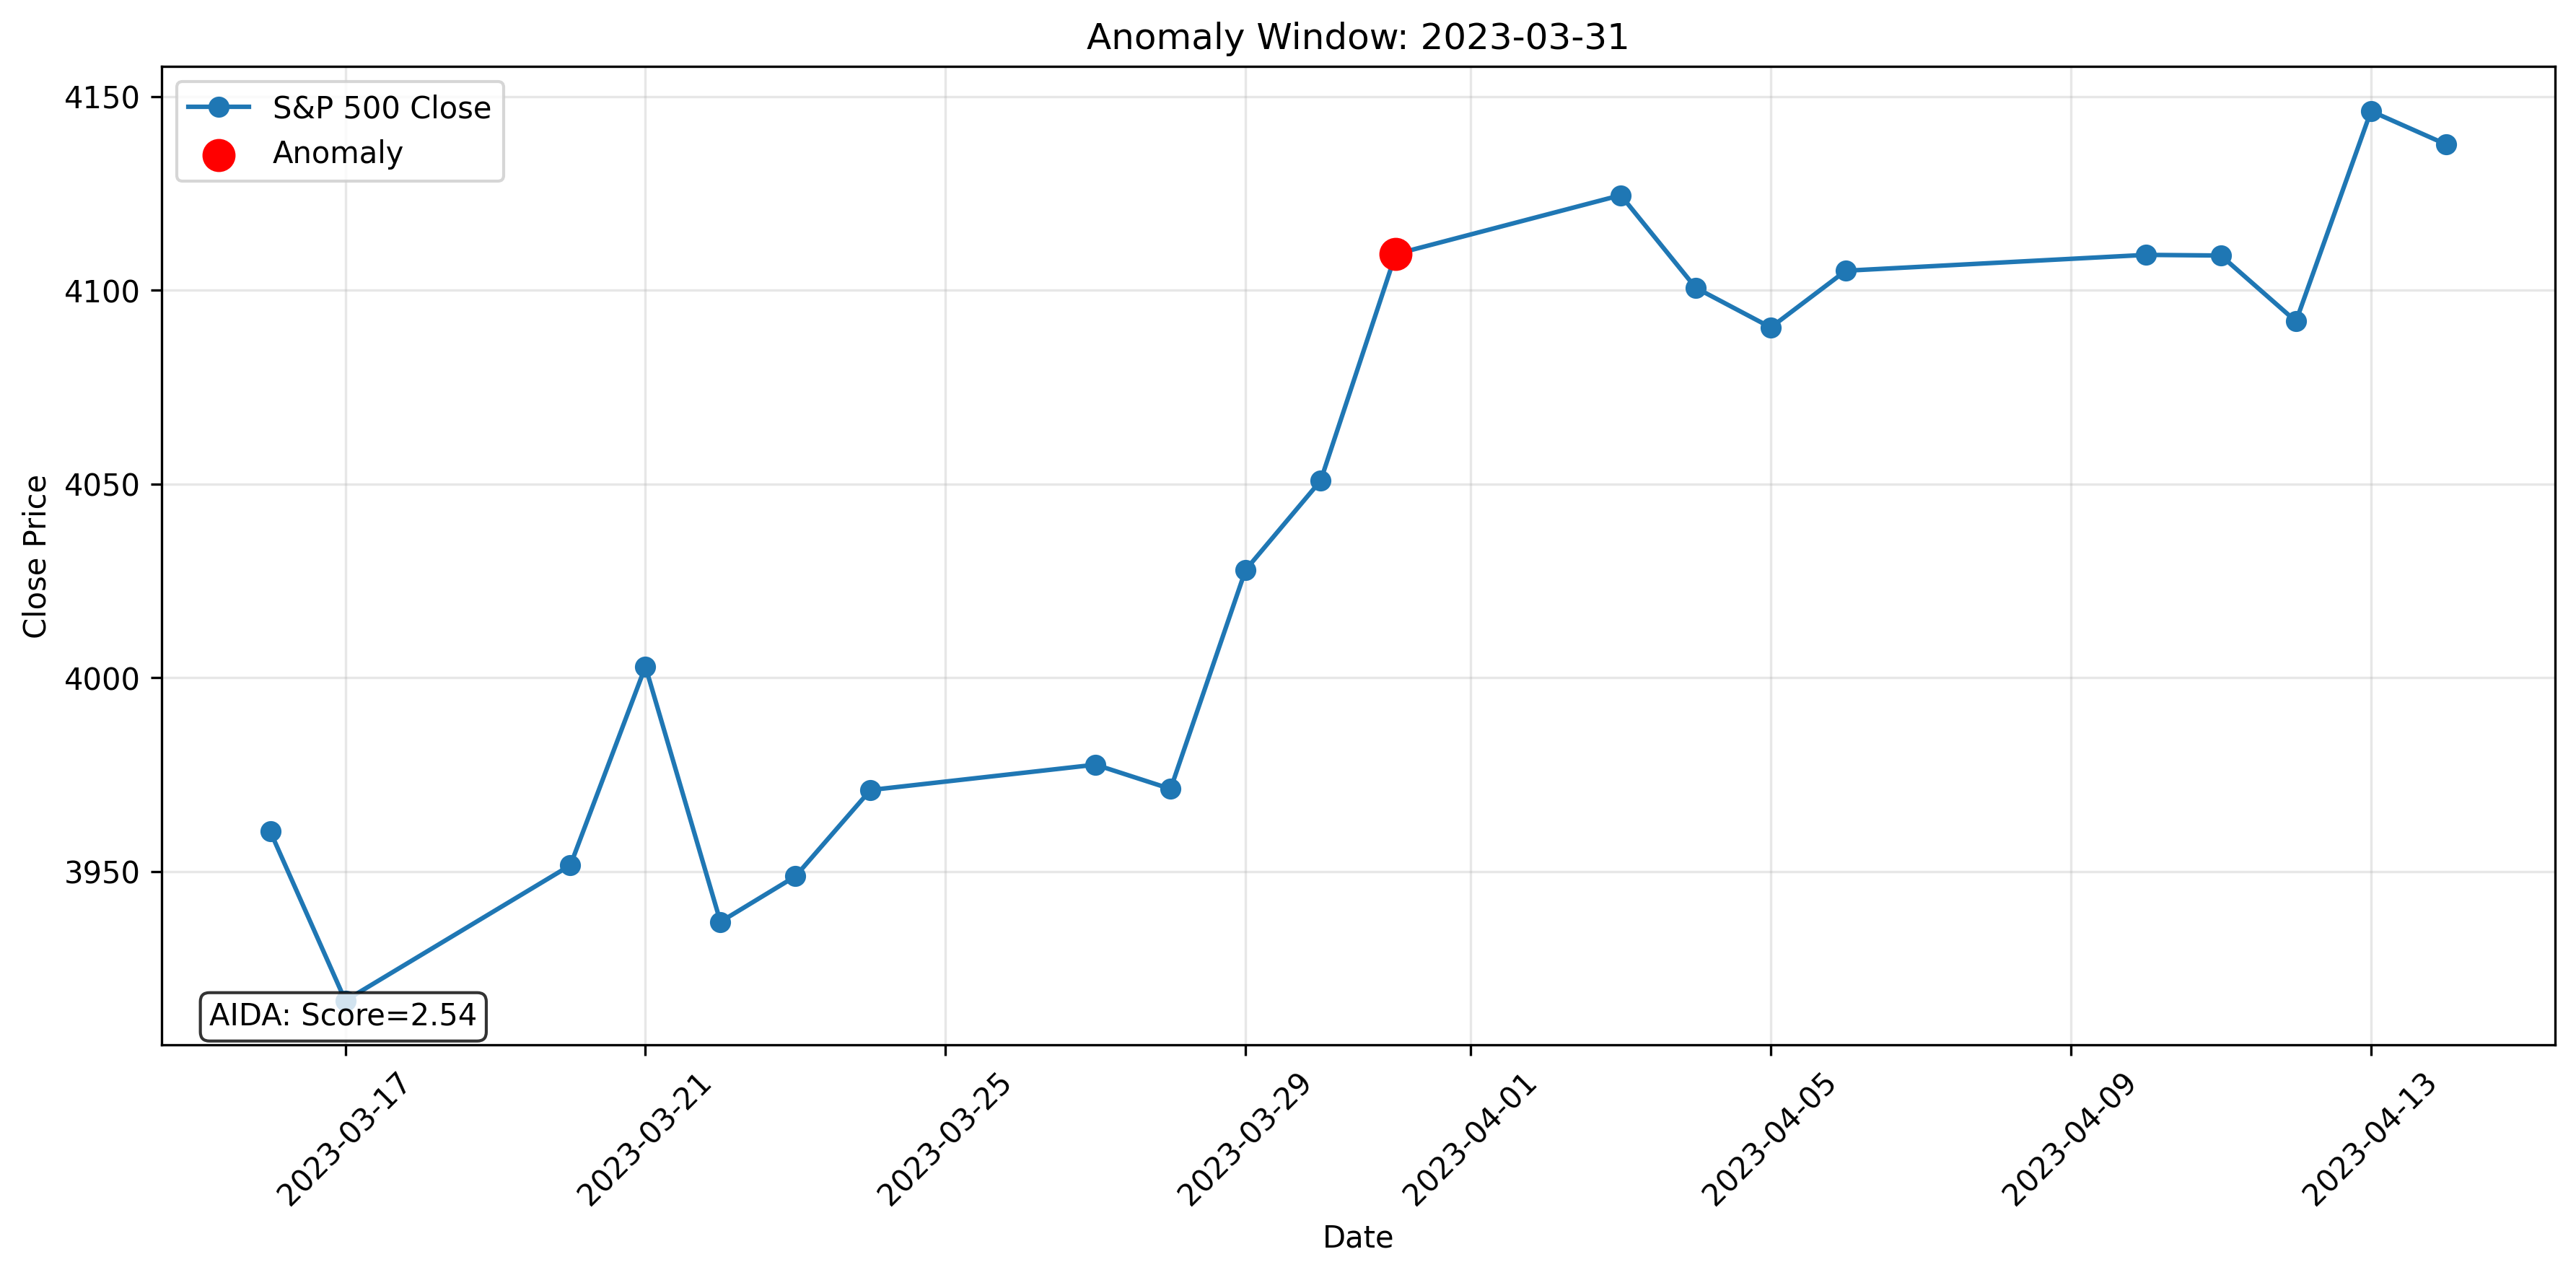 Anomaly Window: 2023-03-31
S&P 500 Close
Anomaly
4150
4100
4050
4000
3950
Close Price
AIDA: Score=2.54
2023-03-17
2023-03-21
2023-03-25
2023-03-29
2023-04-01
2023-04-05
2023-04-09
2023-04-13
Date